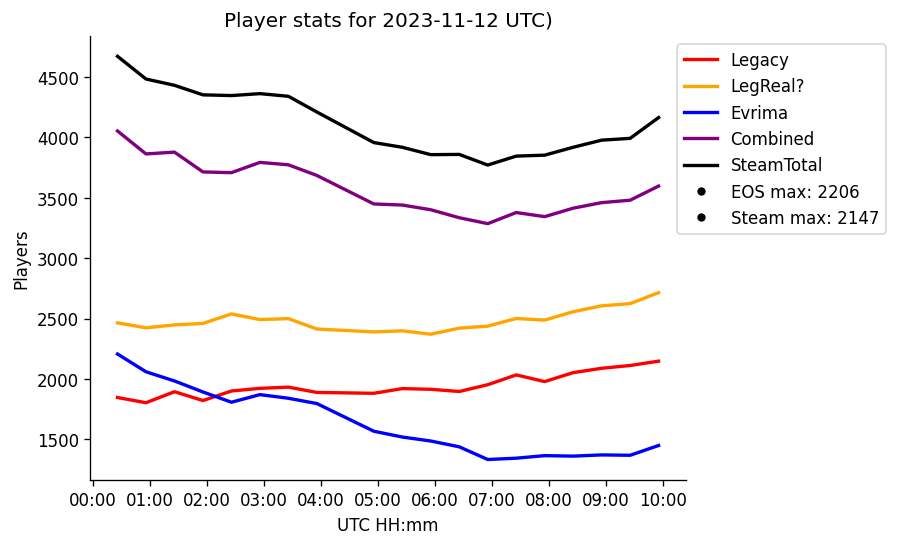 Player stats for 2023-11-12 UTC)
Legacy
LegReal?
Evrima
Combined
SteamTotal
EOS max: 2206
Steam max: 2147
Players
4500
4000
3500
3000
2500
2000
1500
00:00 01:00 02:00 03:00 04:00 05:00 06:00 07:00 08:00 09:00 10:00
UTC HH:mm